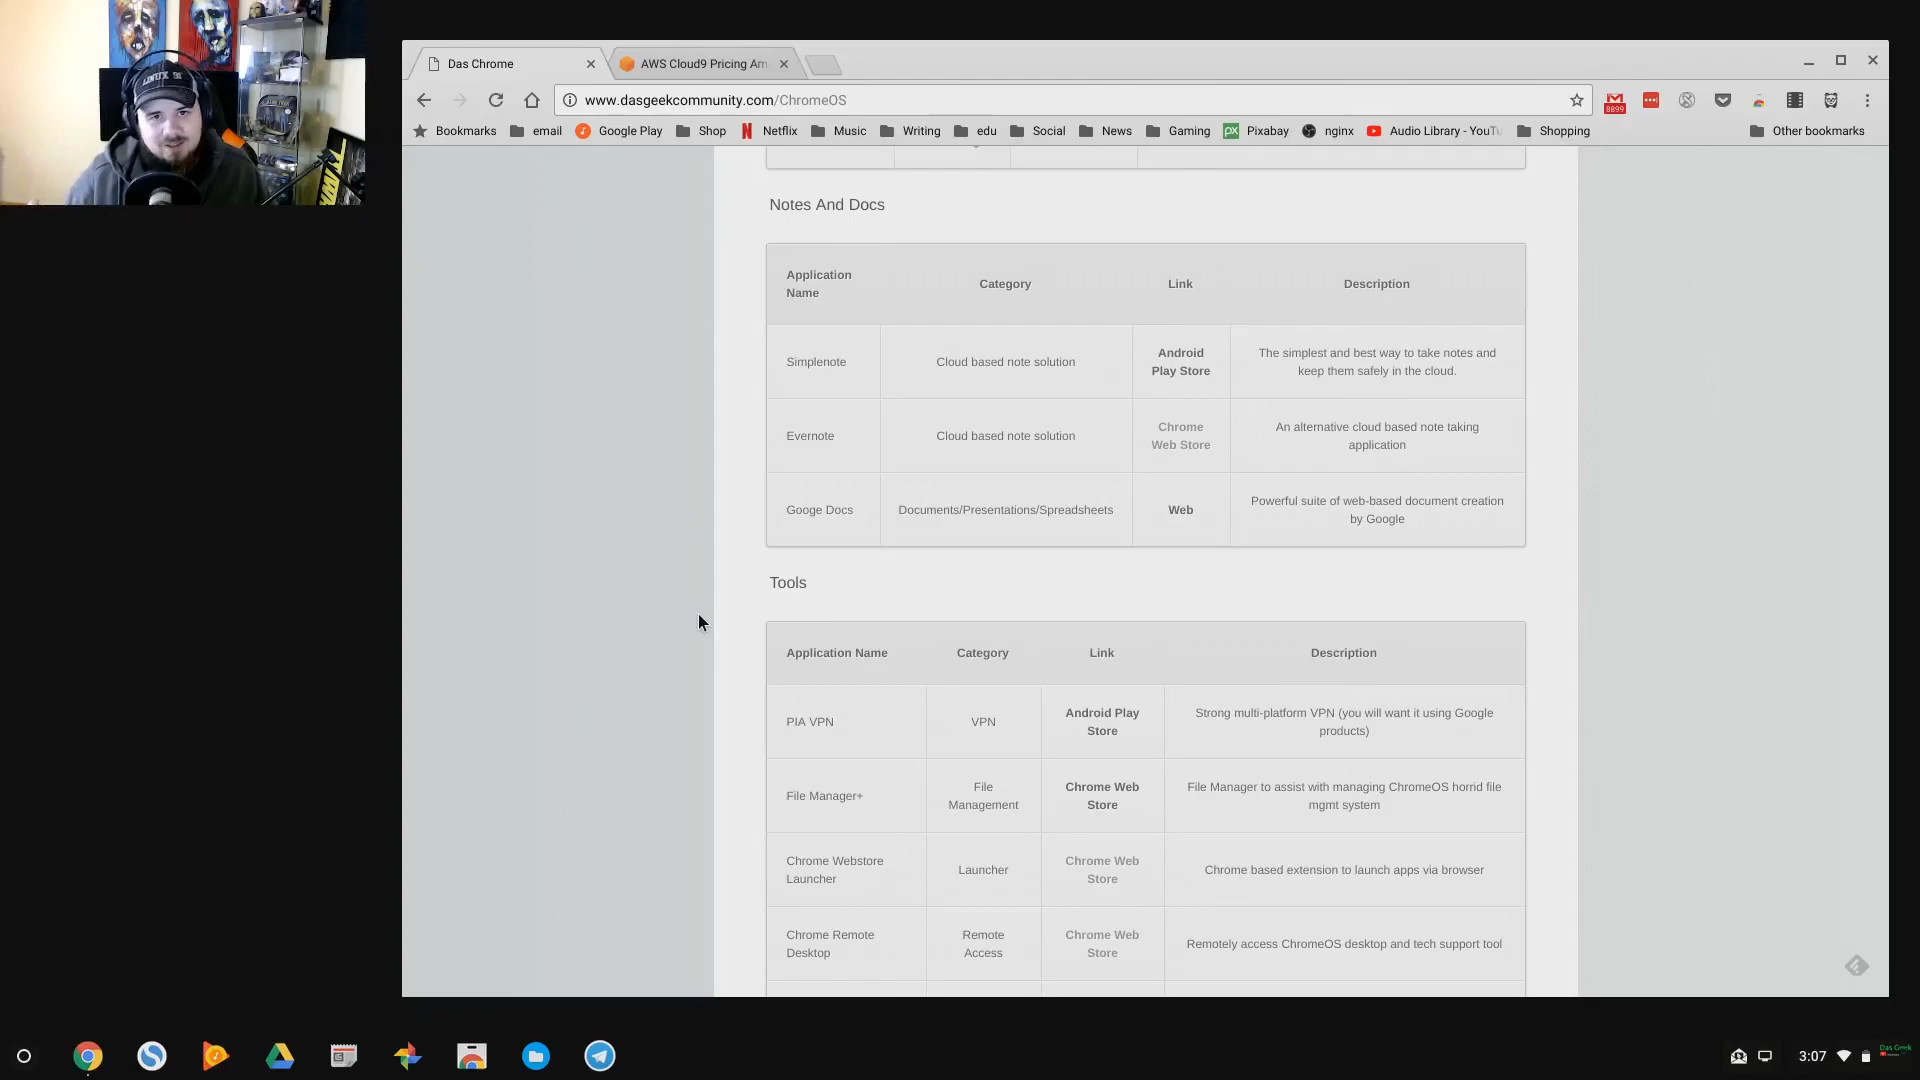 LINUX
Das Chrome
AWS Cloud9 Pricing Am
www.dasgeekcommunity.com/ChromeOS
8899
Bookmarks email Google Play Shop Netflix Music Writing edu Social News Gaming Pixabay nginx Audio Library - YouTu Shopping Other bookmarks
Notes And Docs
Application Name Category Link Description
Simplenote Cloud based note solution Android Play Store The simplest and best way to take notes and keep them safely in the cloud.
Evernote Cloud based note solution Chrome Web Store An alternative cloud based note taking application
Googe Docs Documents/Presentations/Spreadsheets Web Powerful suite of web-based document creation by Google
Tools
Application Name Category Link Description
PIA VPN VPN Android Play Store Strong multi-platform VPN (you will want it using Google products)
File Manager+ File Management Chrome Web Store File Manager to assist with managing ChromeOS horrid file mgmt system
Chrome Webstore Launcher Launcher Chrome Web Store Chrome based extension to launch apps via browser
Chrome Remote Desktop Remote Access Chrome Web Store Remotely access ChromeOS desktop and tech support tool
3:07
Das Geek